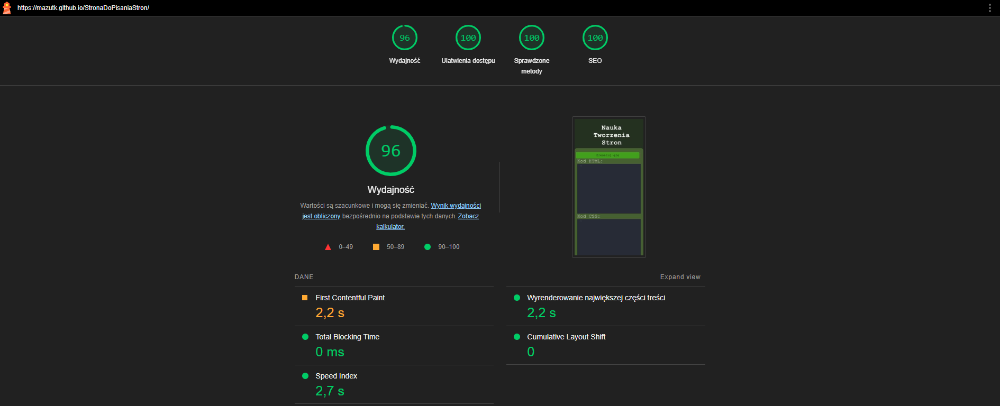 https://mazutk.github.io/StronaDoPisaniaStron/
96
100
100
100
Wydajność
Ułatwienia dostępu
Sprawdzone
metody
SEO
96
Wydajność
Wartości są szacunkowe i mogą się zmieniać. Wynik wydajności
jest obliczony bezpośrednio na podstawie tych danych. Zobacz
kalkulator.
0–49
50–89
90–100
Nauka
Tworzenia
Stron
Kod HTML:
Kod CSS:
DANE
Expand view
First Contentful Paint
2,2 s
Wyrenderowanie największej części treści
2,2 s
Total Blocking Time
0 ms
Cumulative Layout Shift
0
Speed Index
2,7 s